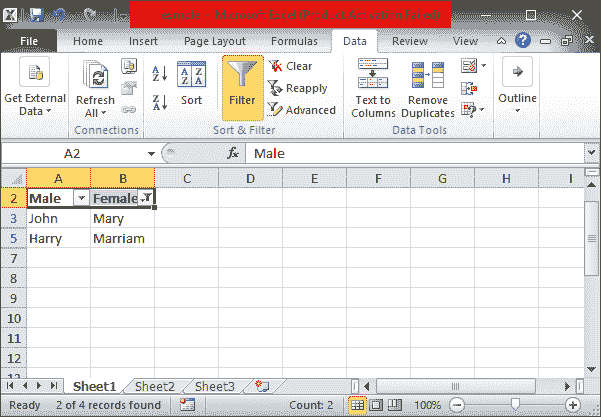 File Home Insert Page Layout Formulas Data Review View
Get External Data
Refresh All
Connections
Sort
Filter
Clear
Reapply
Advanced
Sort & Filter
Text to Columns
Remove Duplicates
Data Tools
Outline
A2 fx Male
A B C D E F G H I
2 Male Female
3 John Mary
5 Harry Marriam
7
8
9
10
11
12
Sheet1 Sheet2 Sheet3
Ready 2 of 4 records found Count: 2 100%